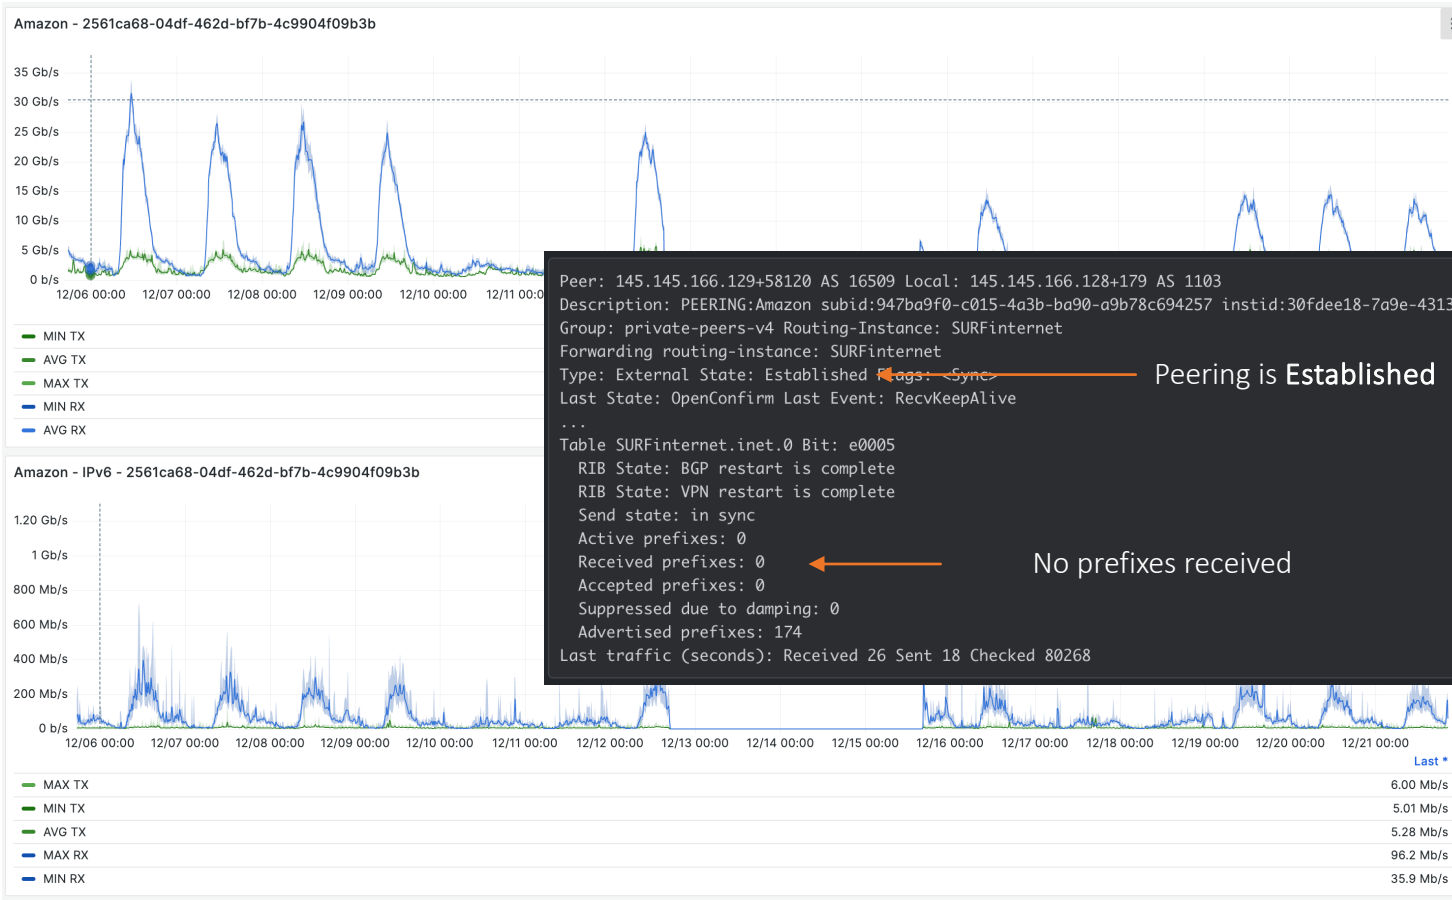 Amazon - 2561ca68-04df-462d-bf7b-4c9904f09b3b
35 Gb/s
30 Gb/s
25 Gb/s
20 Gb/s
15 Gb/s
10 Gb/s
5 Gb/s
0 b/s
12/06 00:00 12/07 00:00 12/08 00:00 12/09 00:00 12/10 00:00 12/11 00:0
MIN TX
AVG TX
MAX TX
MIN RX
AVG RX
Peer: 145.145.166.129+58120 AS 16509 Local: 145.145.166.128+179 AS 1103
Description: PEERING:Amazon subid:947ba9f0-c015-4a3b-ba90-a9b78c694257 instid:30fdee18-7a9e-4313
Group: private-peers-v4 Routing-Instance: SURFinternet
Forwarding routing-instance: SURFinternet
Type: External State: Established Flags: <Sync>
Peering is Established
Last State: OpenConfirm Last Event: RecvKeepAlive
...
Table SURFinternet.inet.0 Bit: e0005
RIB State: BGP restart is complete
RIB State: VPN restart is complete
Send state: in sync
Active prefixes: 0
Received prefixes: 0
No prefixes received
Accepted prefixes: 0
Suppressed due to damping: 0
Advertised prefixes: 174
Last traffic (seconds): Received 26 Sent 18 Checked 80268
Amazon - IPv6 - 2561ca68-04df-462d-bf7b-4c9904f09b3b
1.20 Gb/s
1 Gb/s
800 Mb/s
600 Mb/s
400 Mb/s
200 Mb/s
0 b/s
12/06 00:00 12/07 00:00 12/08 00:00 12/09 00:00 12/10 00:00 12/11 00:00 12/12 00:00 12/13 00:00 12/14 00:00 12/15 00:00 12/16 00:00 12/17 00:00 12/18 00:00 12/19 00:00 12/20 00:00 12/21 00:00
Last *
MAX TX 6.00 Mb/s
MIN TX 5.01 Mb/s
AVG TX 5.28 Mb/s
MAX RX 96.2 Mb/s
MIN RX 35.9 Mb/s